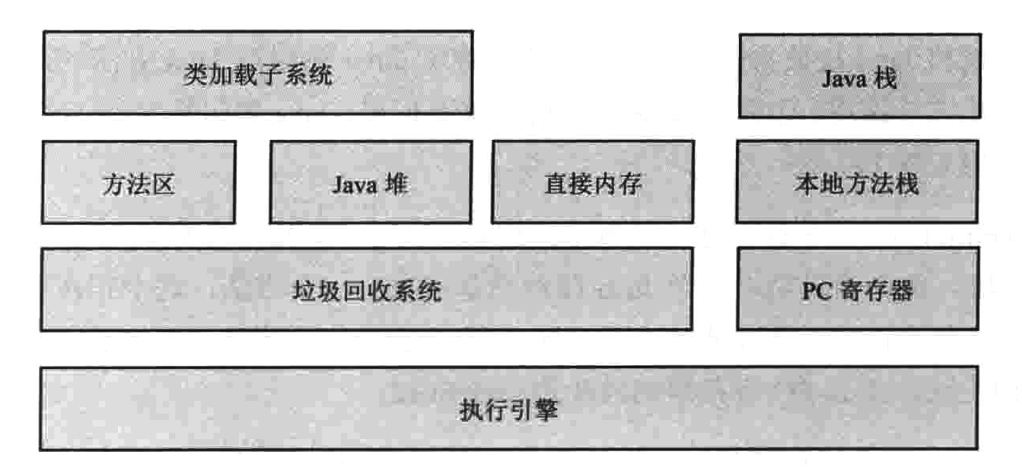 类加载子系统
Java 栈
方法区
Java 堆
直接内存
本地方法栈
垃圾回收系统
PC 寄存器
执行引擎